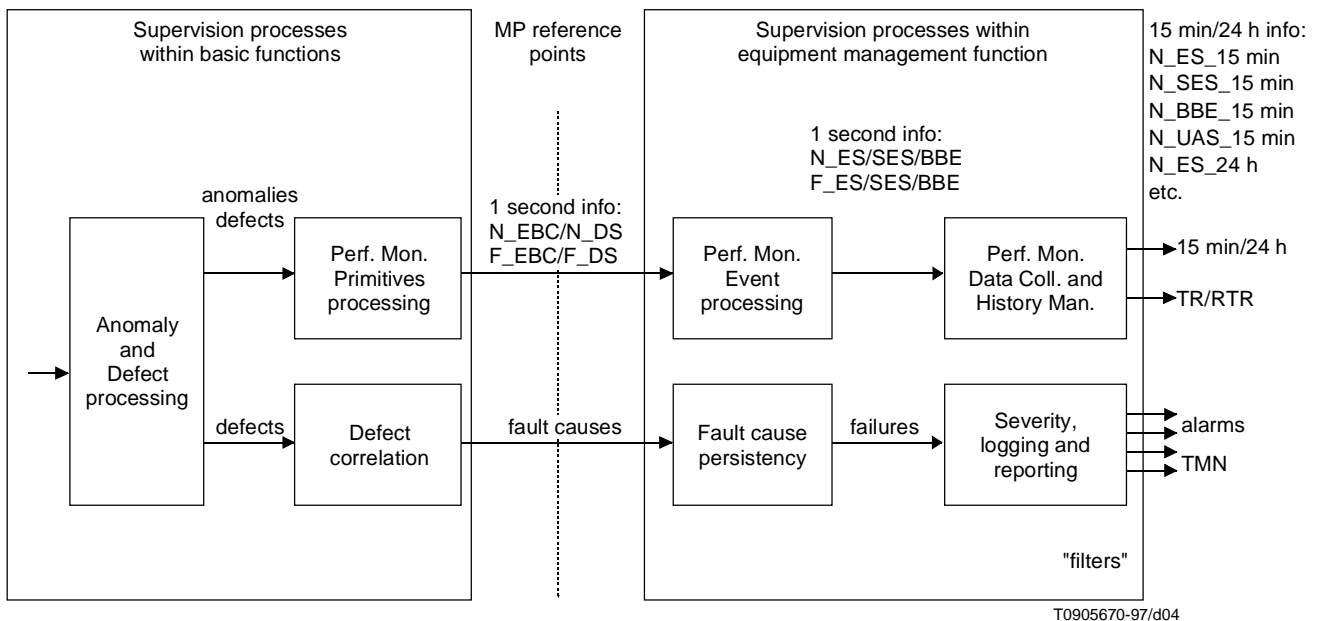 Supervision processes
within basic functions
MP reference
points
Supervision processes within
equipment management function
15 min/24 h info:
N_ES_15 min
N_SES_15 min
N_BBE_15 min
N_UAS_15 min
N_ES_24 h
etc.
1 second info:
N_ES/SES/BBE
F_ES/SES/BBE
anomalies
defects
1 second info:
N_EBC/N_DS
F_EBC/F_DS
Anomaly
and
Defect
processing
Perf. Mon.
Primitives
processing
Perf. Mon.
Event
processing
Perf. Mon.
Data Coll. and
History Man.
15 min/24 h
TR/RTR
defects
Defect
correlation
fault causes
Fault cause
persistency
failures
Severity,
logging and
reporting
alarms
TMN
"filters"
T0905670-97/d04